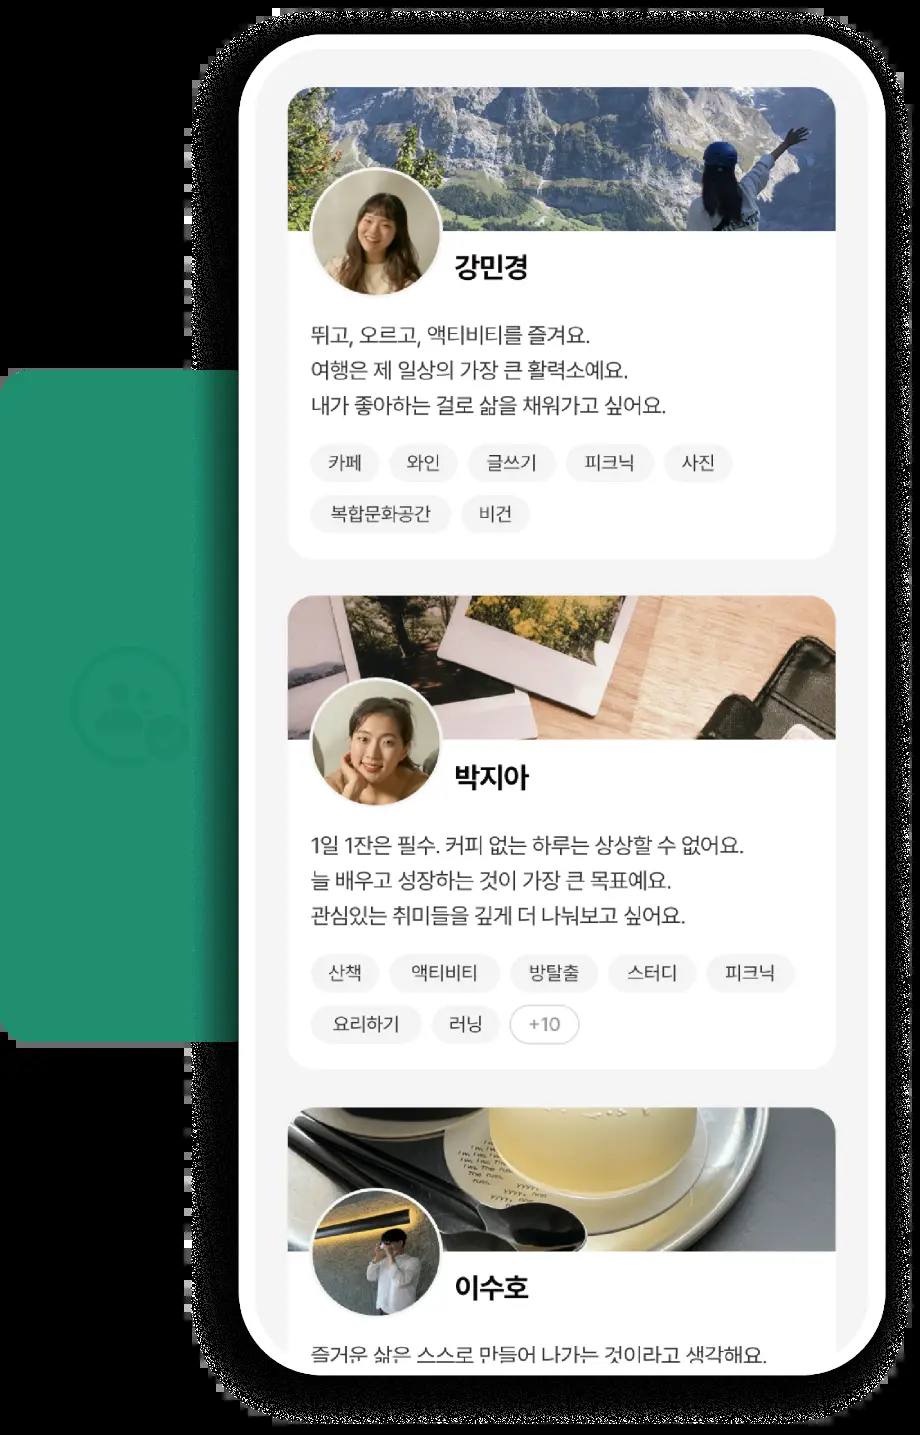 강민경
뛰고, 오르고, 액티비티를 즐겨요.
여행은 제 일상의 가장 큰 활력소예요.
내가 좋아하는 걸로 삶을 채워가고 싶어요.
카페 와인 글쓰기 피크닉 사진
복합문화공간 비건
박지아
1일 1잔은 필수. 커피 없는 하루는 상상할 수 없어요.
늘 배우고 성장하는 것이 가장 큰 목표예요.
관심있는 취미들을 깊게 더 나눠보고 싶어요.
산책 액티비티 방탈출 스터디 피크닉
요리하기 러닝 +10
이수호
즐거운 삶은 스스로 만들어 나가는 것이라고 생각해요.